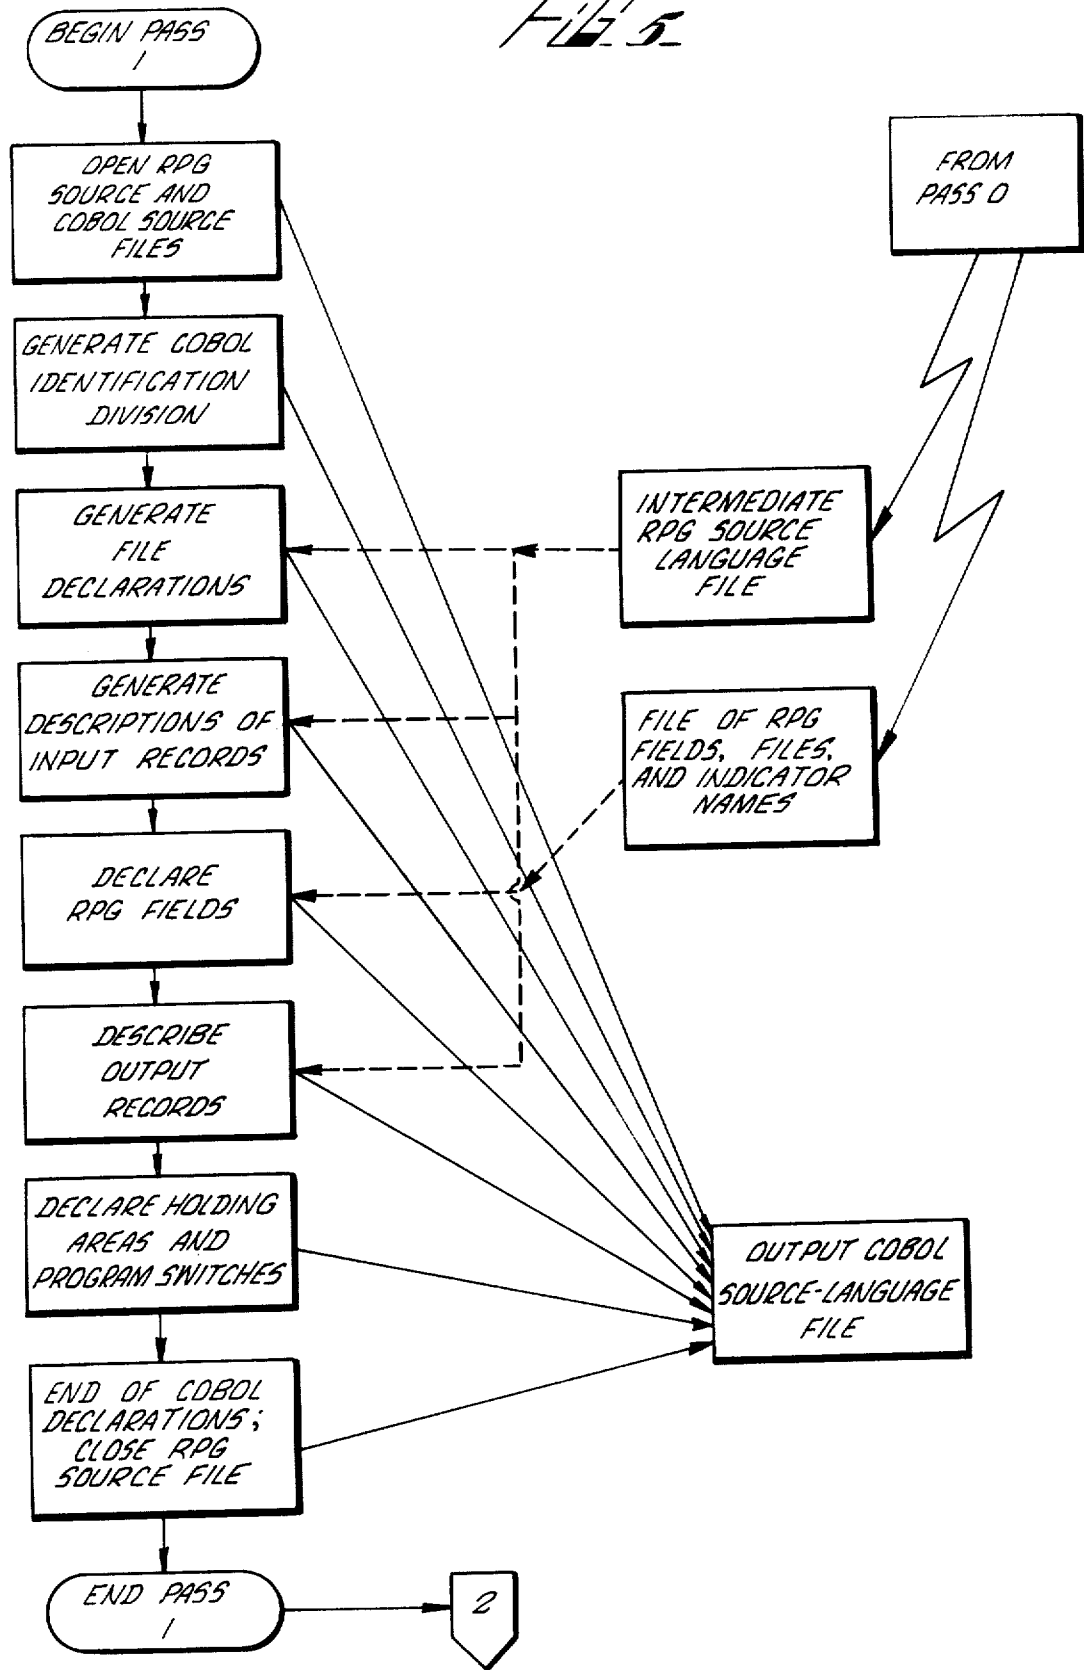 FIG. 5.
BEGIN PASS
1
OPEN RPG
SOURCE AND
COBOL SOURCE
FILES
FROM
PASS 0
GENERATE COBOL
IDENTIFICATION
DIVISION
GENERATE
FILE
DECLARATIONS
INTERMEDIATE
RPG SOURCE
LANGUAGE
FILE
GENERATE
DESCRIPTIONS OF
INPUT RECORDS
FILE OF RPG
FIELDS, FILES,
AND INDICATOR
NAMES
DECLARE
RPG FIELDS
DESCRIBE
OUTPUT
RECORDS
DECLARE HOLDING
AREAS AND
PROGRAM SWITCHES
OUTPUT COBOL
SOURCE-LANGUAGE
FILE
END OF COBOL
DECLARATIONS;
CLOSE RPG
SOURCE FILE
END PASS
1
2